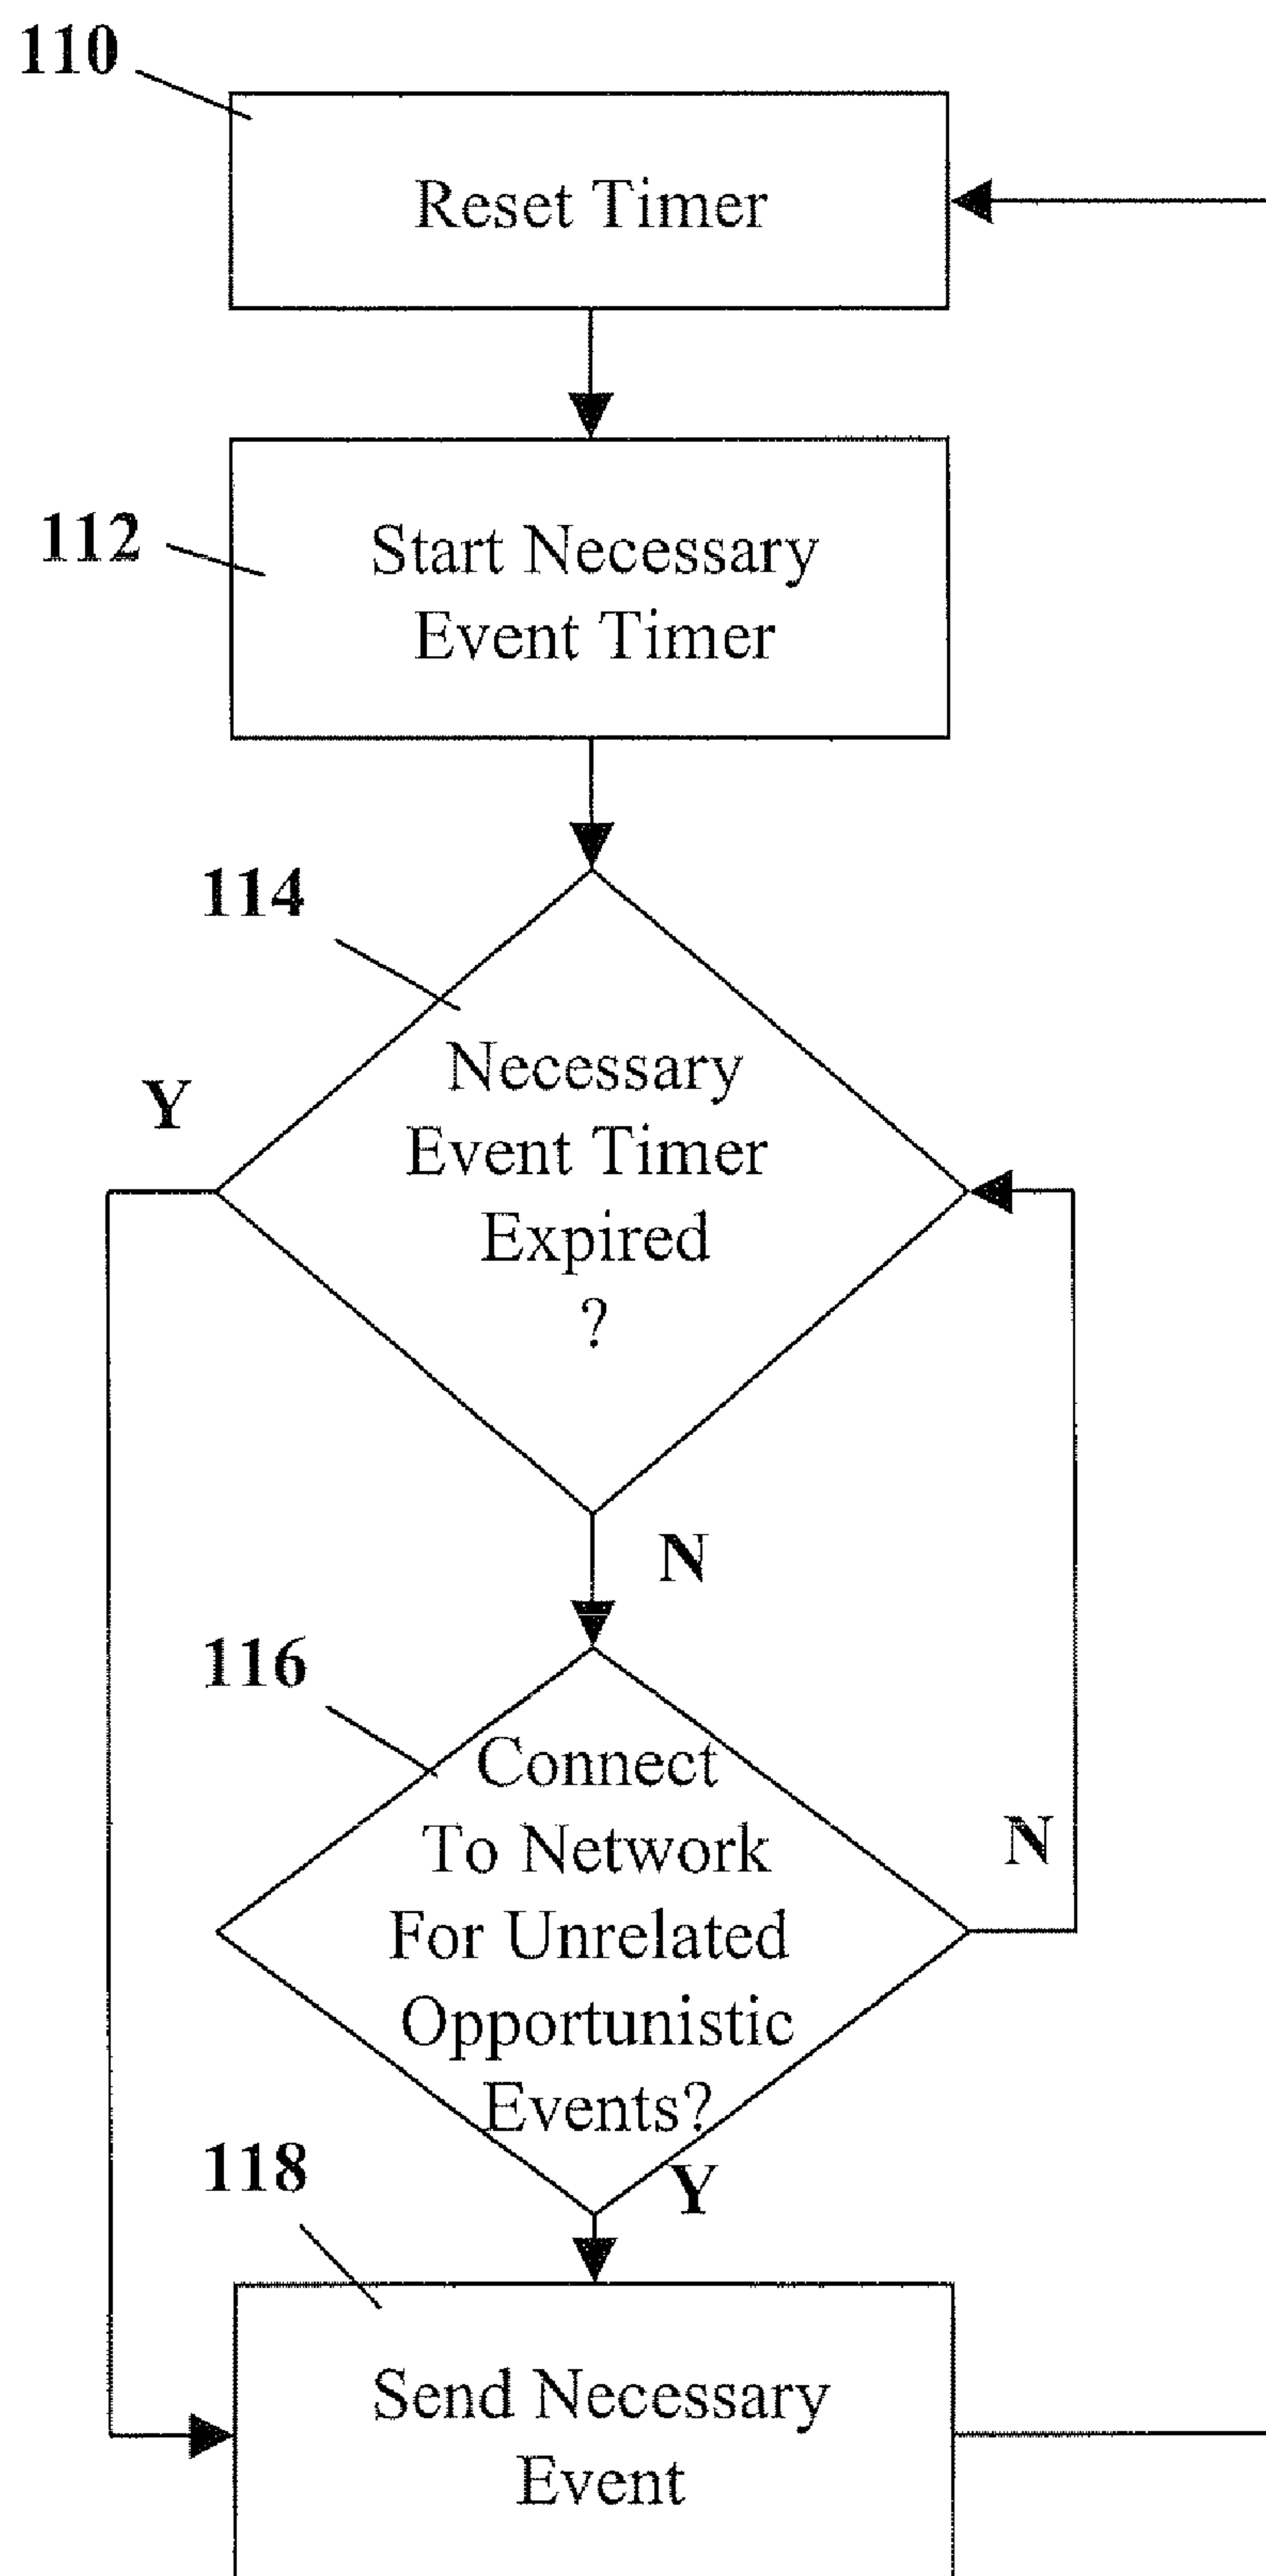 110
Reset Timer
112
Start Necessary
Event Timer
114
Necessary
Event Timer
Expired
?
Y
N
116
Connect
To Network
For Unrelated
Opportunistic
Events?
N
Y
118
Send Necessary
Event